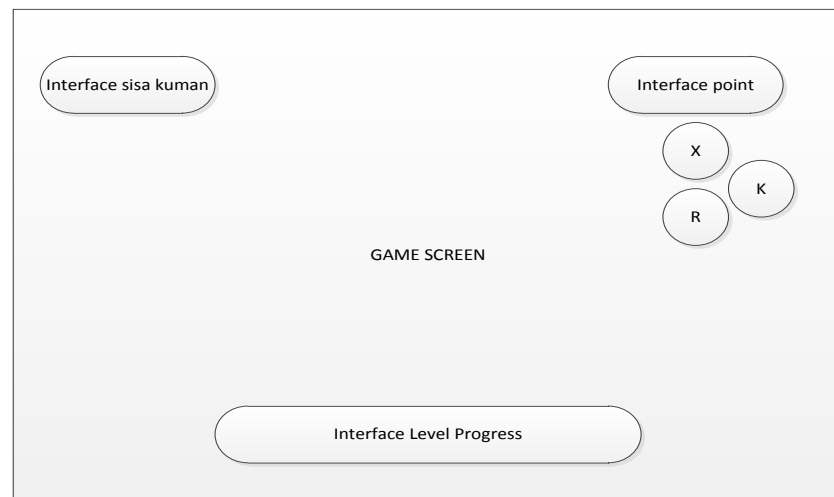 Interface sisa kuman
Interface point
X
K
R
GAME SCREEN
Interface Level Progress